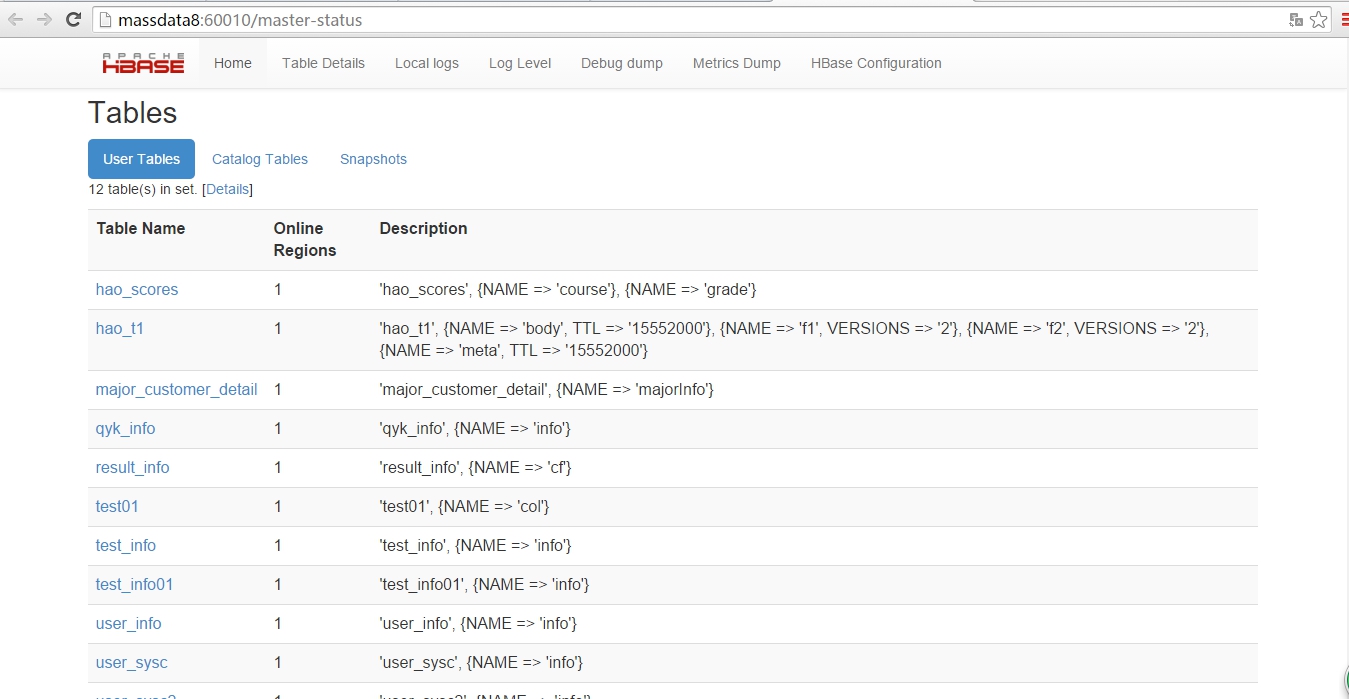 massdata8:60010/master-status
APACHE
HBASE
Home Table Details Local logs Log Level Debug dump Metrics Dump HBase Configuration
Tables
User Tables Catalog Tables Snapshots
12 table(s) in set. [Details]
Table Name Online Regions Description
hao_scores 1 'hao_scores', {NAME => 'course'}, {NAME => 'grade'}
hao_t1 1 'hao_t1', {NAME => 'body', TTL => '15552000'}, {NAME => 'f1', VERSIONS => '2'}, {NAME => 'f2', VERSIONS => '2'},
{NAME => 'meta', TTL => '15552000'}
major_customer_detail 1 'major_customer_detail', {NAME => 'majorInfo'}
qyk_info 1 'qyk_info', {NAME => 'info'}
result_info 1 'result_info', {NAME => 'cf'}
test01 1 'test01', {NAME => 'col'}
test_info 1 'test_info', {NAME => 'info'}
test_info01 1 'test_info01', {NAME => 'info'}
user_info 1 'user_info', {NAME => 'info'}
user_sysc 1 'user_sysc', {NAME => 'info'}